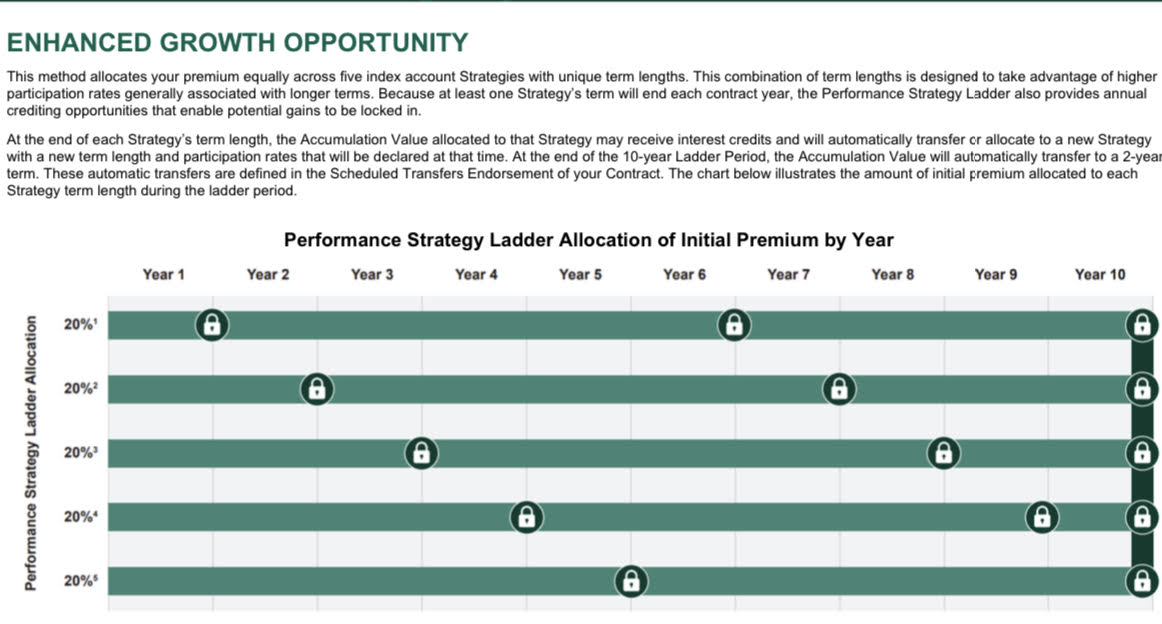 ENHANCED GROWTH OPPORTUNITY
This method allocates your premium equally across five index account Strategies with unique term lengths. This combination of term lengths is designed to take advantage of higher
participation rates generally associated with longer terms. Because at least one Strategy's term will end each contract year, the Performance Strategy Ladder also provides annual
crediting opportunities that enable potential gains to be locked in.
At the end of each Strategy's term length, the Accumulation Value allocated to that Strategy may receive interest credits and will automatically transfer or allocate to a new Strategy
with a new term length and participation rates that will be declared at that time. At the end of the 10-year Ladder Period, the Accumulation Value will automatically transfer to a 2-year
term. These automatic transfers are defined in the Scheduled Transfers Endorsement of your Contract. The chart below illustrates the amount of initial premium allocated to each
Strategy term length during the ladder period.
Performance Strategy Ladder Allocation of Initial Premium by Year
Year 1 Year 2 Year 3 Year 4 Year 5 Year 6 Year 7 Year 8 Year 9 Year 10
Performance Strategy Ladder Allocation
20%¹
20%²
20%³
20%⁴
20%⁵